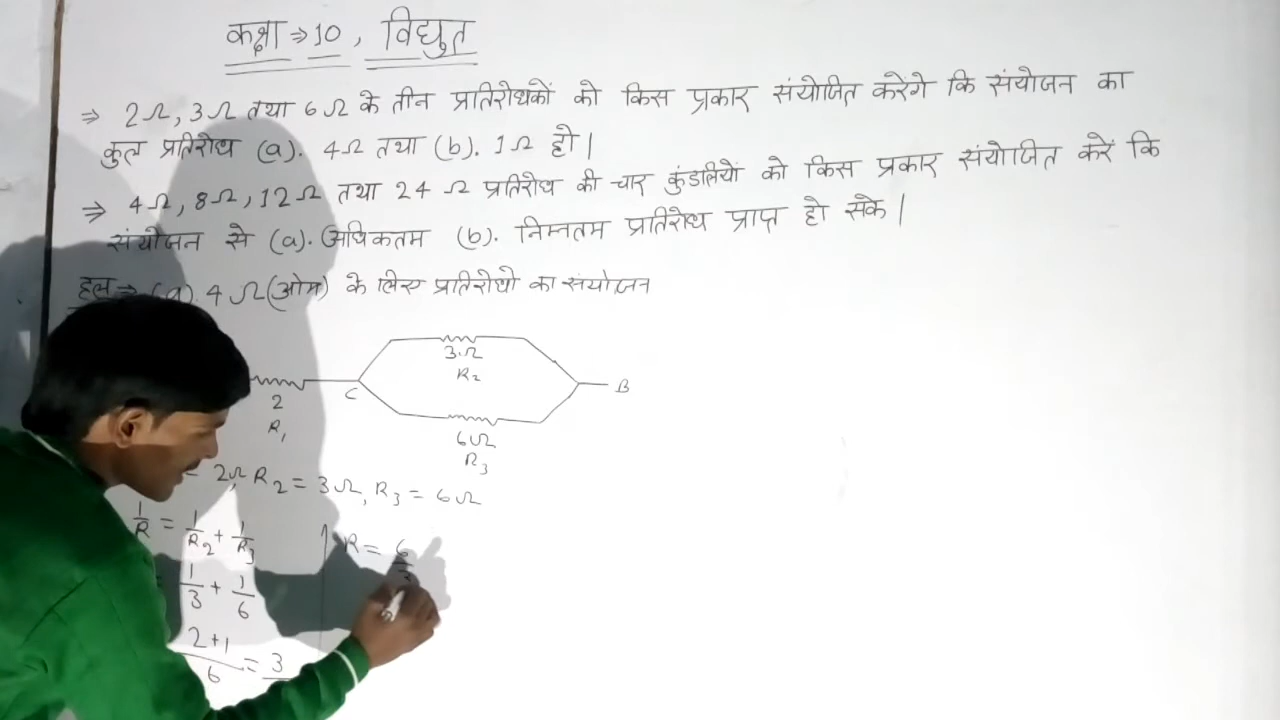 कक्षा ⇒ 10, विद्युत
⇒ 2Ω, 3Ω तथा 6Ω के तीन प्रतिरोधकों को किस प्रकार संयोजित करेंगे कि संयोजन का
कुल प्रतिरोध (a). 4Ω तथा (b). 1Ω हो।
⇒ 4Ω, 8Ω, 12Ω तथा 24 Ω प्रतिरोध की चार कुंडलियों को किस प्रकार संयोजित करें कि
संयोजन से (a). अधिकतम (b). निम्नतम प्रतिरोध प्राप्त हो सके।
हल ⇒ (a). 4 Ω (ओम) के लिए प्रतिरोधो का संयोजन
3Ω
R₂
C
B
2
R₁
6Ω
R₃
= 2Ω, R₂ = 3Ω, R₃ = 6Ω
1/R = 1/R₂ + 1/R₃
1/3 + 1/6
2+1/6 = 3
R = 6/3